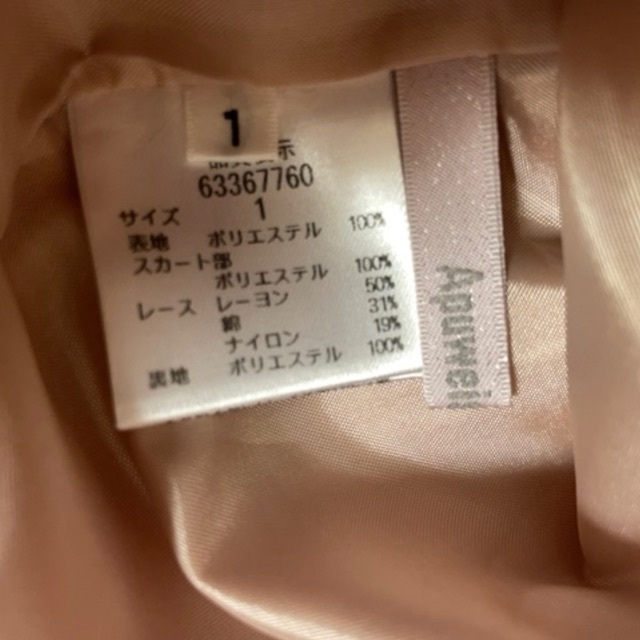 1
63367760
サイズ 1
表地 ポリエステル 100%
スカート部
ポリエステル 100%
レース レーヨン 50%
綿 31%
ナイロン 19%
裏地 ポリエステル 100%